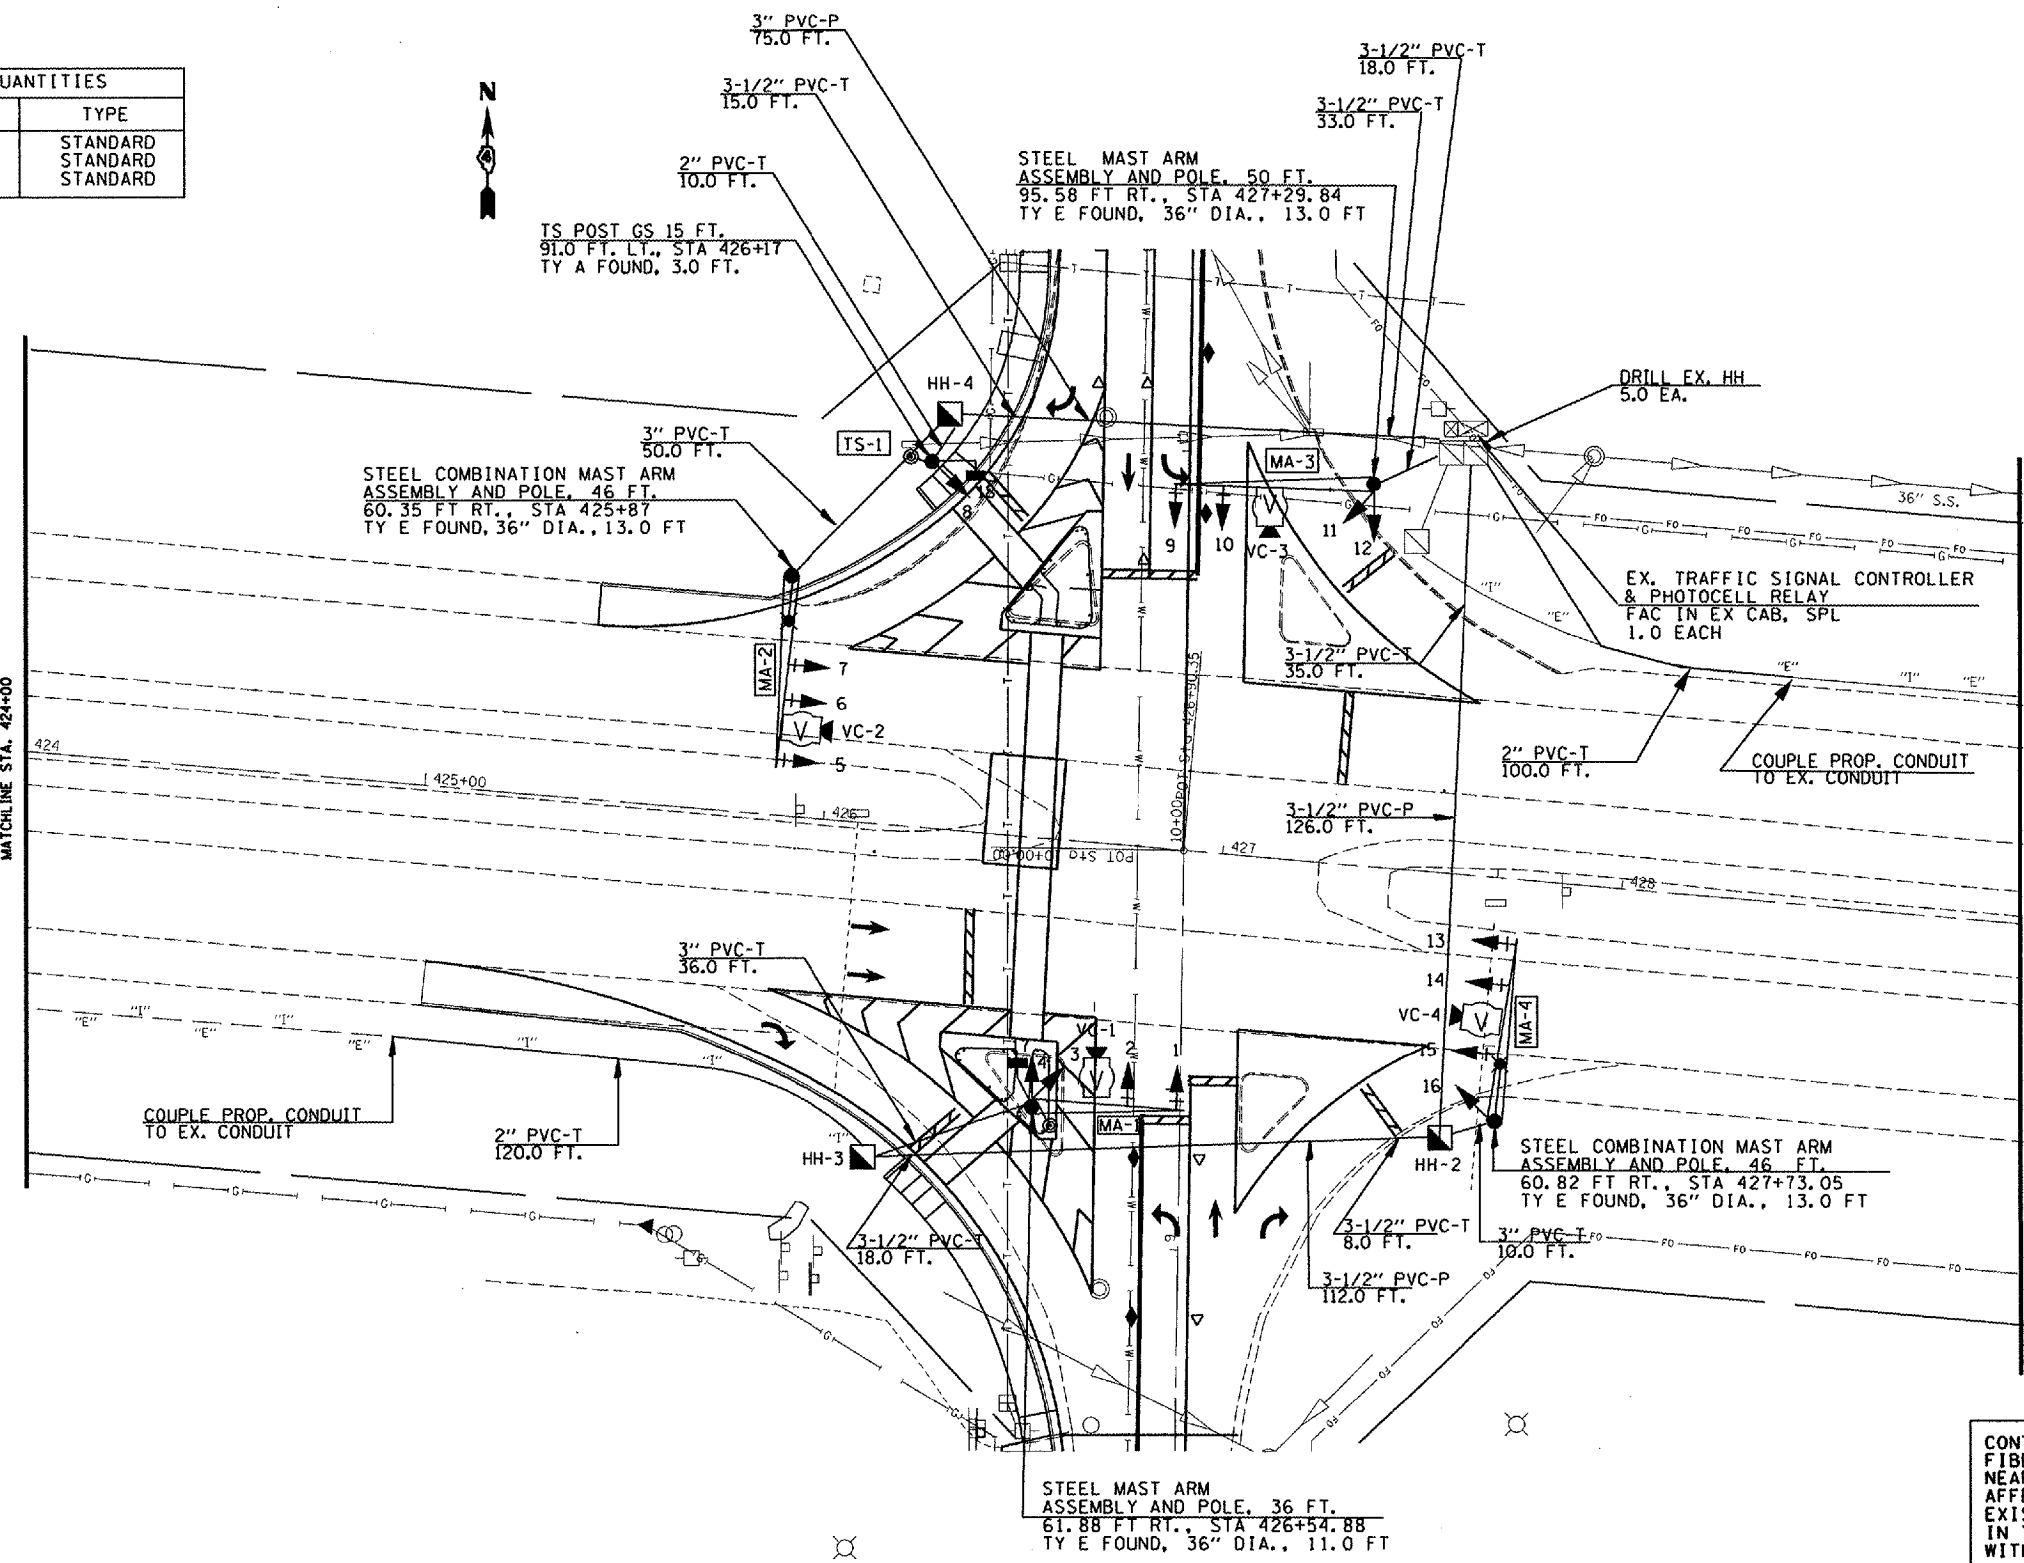 3" PVC-P
75.0 FT.
3-1/2" PVC-T
18.0 FT.
UANTITIES
TYPE
STANDARD
STANDARD
STANDARD
N
4
3-1/2" PVC-T
15.0 FT.
3-1/2" PVC-T
33.0 FT.
2" PVC-T
10.0 FT.
STEEL MAST ARM
ASSEMBLY AND POLE, 50 FT.
95.58 FT RT., STA 427+29.84
TY E FOUND, 36" DIA., 13.0 FT
TS POST GS 15 FT.
91.0 FT. LT., STA 426+17
TY A FOUND, 3.0 FT.
HH-4
DRILL EX. HH
5.0 EA.
TS-1
3" PVC-T
50.0 FT.
MA-3
STEEL COMBINATION MAST ARM
ASSEMBLY AND POLE, 46 FT.
60.35 FT RT., STA 425+87
TY E FOUND, 36" DIA., 13.0 FT
36" S.S.
18
8
9
10
11
12
VC-3
EX. TRAFFIC SIGNAL CONTROLLER
& PHOTOCELL RELAY
FAC IN EX CAB, SPL
1.0 EACH
MA-2
7
6
V
VC-2
5
3-1/2" PVC-T
35.0 FT.
2" PVC-T
100.0 FT.
COUPLE PROP. CONDUIT
TO EX. CONDUIT
MATCHLINE STA. 424+00
424
425+00
426
427
428
10+00
POT Sta
3-1/2" PVC-P
126.0 FT.
3" PVC-T
36.0 FT.
13
14
VC-4
V
MA-4
15
16
VC-1
V
4
3
2
1
MA-1
COUPLE PROP. CONDUIT
TO EX. CONDUIT
2" PVC-T
120.0 FT.
HH-3
HH-2
STEEL COMBINATION MAST ARM
ASSEMBLY AND POLE, 46 FT.
60.82 FT RT., STA 427+73.05
TY E FOUND, 36" DIA., 13.0 FT
3-1/2" PVC-T
18.0 FT.
3-1/2" PVC-T
8.0 FT.
3" PVC-T
10.0 FT.
3-1/2" PVC-P
112.0 FT.
STEEL MAST ARM
ASSEMBLY AND POLE, 36 FT.
61.88 FT RT., STA 426+54.88
TY E FOUND, 36" DIA., 11.0 FT
CON
FIB
NEA
AFF
EXIS
IN
WIT